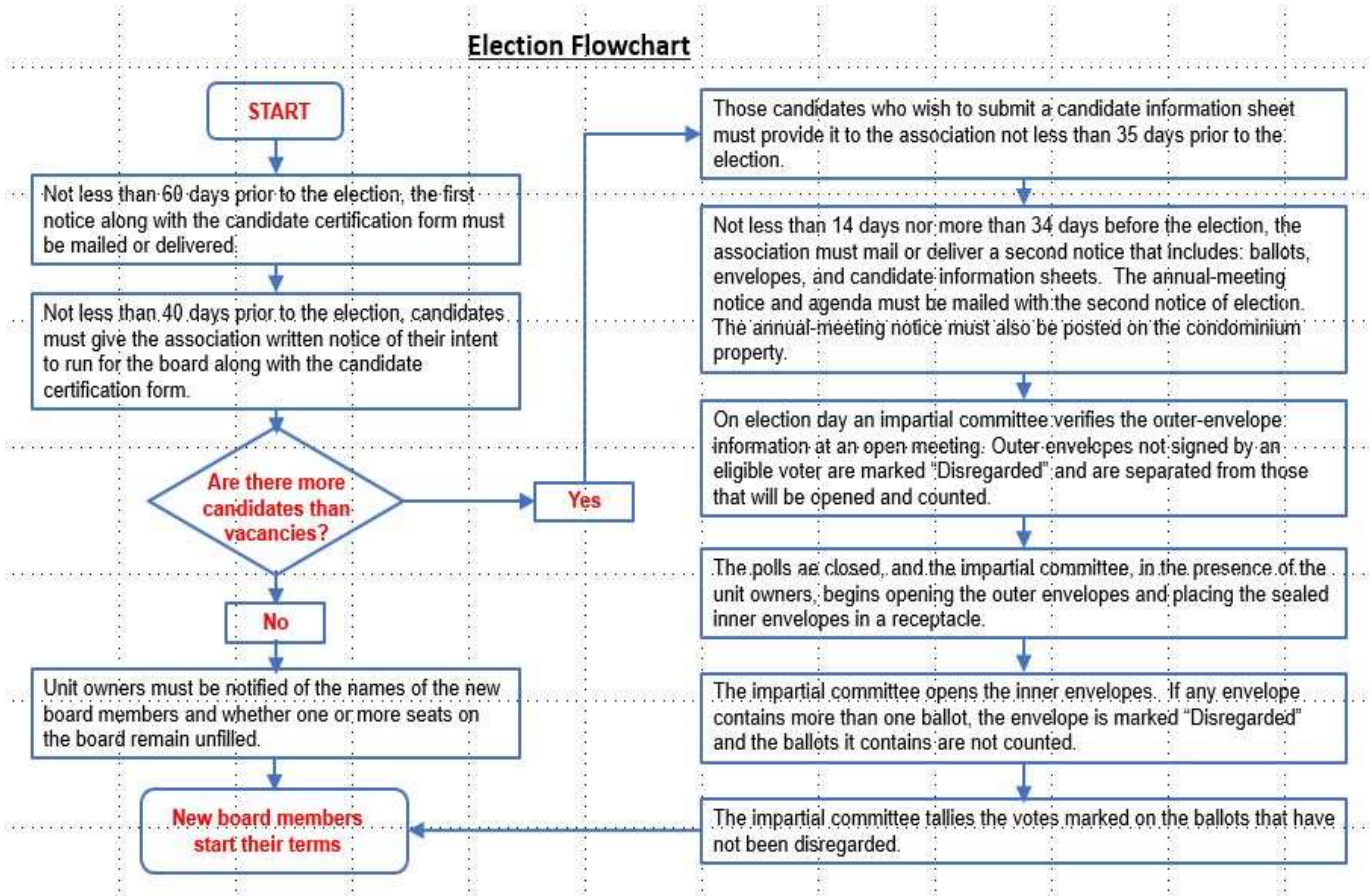 Election Flowchart
START
Not less than 60 days prior to the election, the first
notice along with the candidate certification form must
be mailed or delivered.
Not less than 40 days prior to the election, candidates
must give the association written notice of their intent
to run for the board along with the candidate
certification form.
Are there more
candidates than
vacancies?
Yes
No
Unit owners must be notified of the names of the new
board members and whether one or more seats on
the board remain unfilled.
New board members
start their terms
Those candidates who wish to submit a candidate information sheet
must provide it to the association not less than 35 days prior to the
election.
Not less than 14 days nor more than 34 days before the election, the
association must mail or deliver a second notice that includes: ballots,
envelopes, and candidate information sheets. The annual-meeting
notice and agenda must be mailed with the second notice of election.
The annual-meeting notice must also be posted on the condominium
property.
On election day an impartial committee verifies the outer-envelope
information at an open meeting. Outer envelopes not signed by an
eligible voter are marked “Disregarded” and are separated from those
that will be opened and counted.
The polls ae closed, and the impartial committee, in the presence of the
unit owners, begins opening the outer envelopes and placing the sealed
inner envelopes in a receptacle.
The impartial committee opens the inner envelopes. If any envelope
contains more than one ballot, the envelope is marked “Disregarded”
and the ballots it contains are not counted.
The impartial committee tallies the votes marked on the ballots that have
not been disregarded.